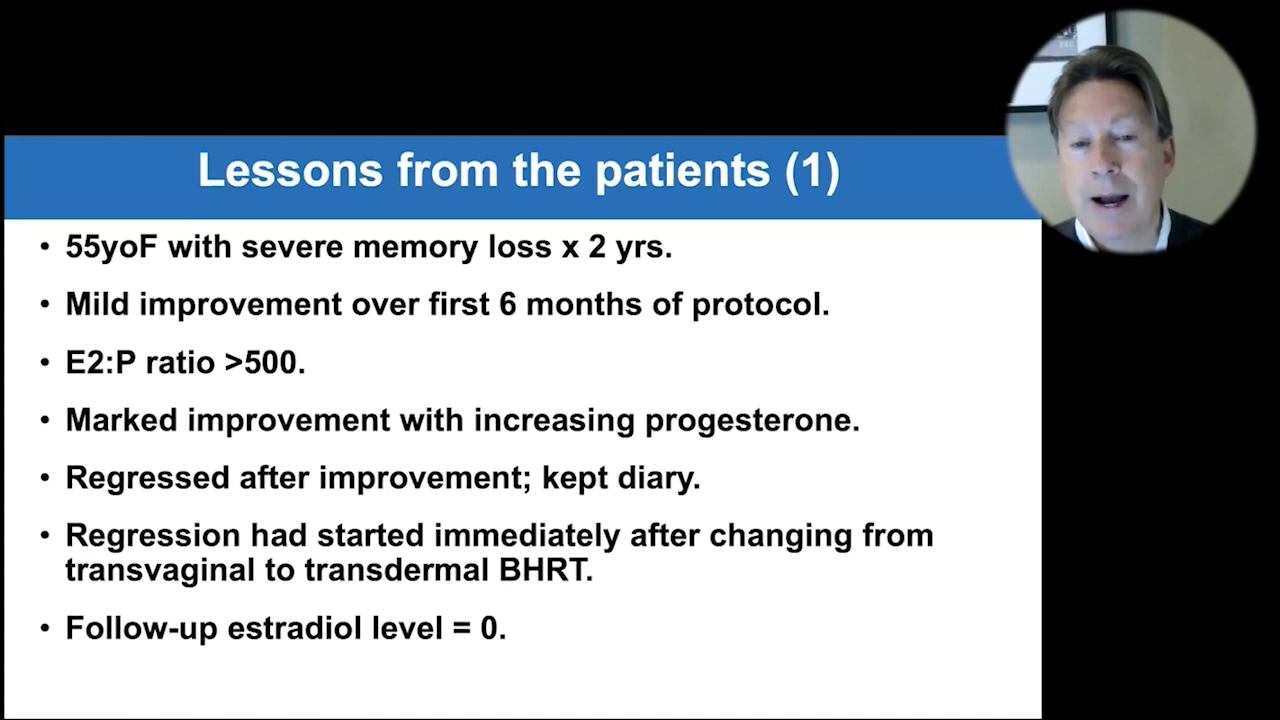 Lessons from the patients (1)
• 55yoF with severe memory loss x 2 yrs.
• Mild improvement over first 6 months of protocol.
• E2:P ratio >500.
• Marked improvement with increasing progesterone.
• Regressed after improvement; kept diary.
• Regression had started immediately after changing from
transvaginal to transdermal BHRT.
• Follow-up estradiol level = 0.